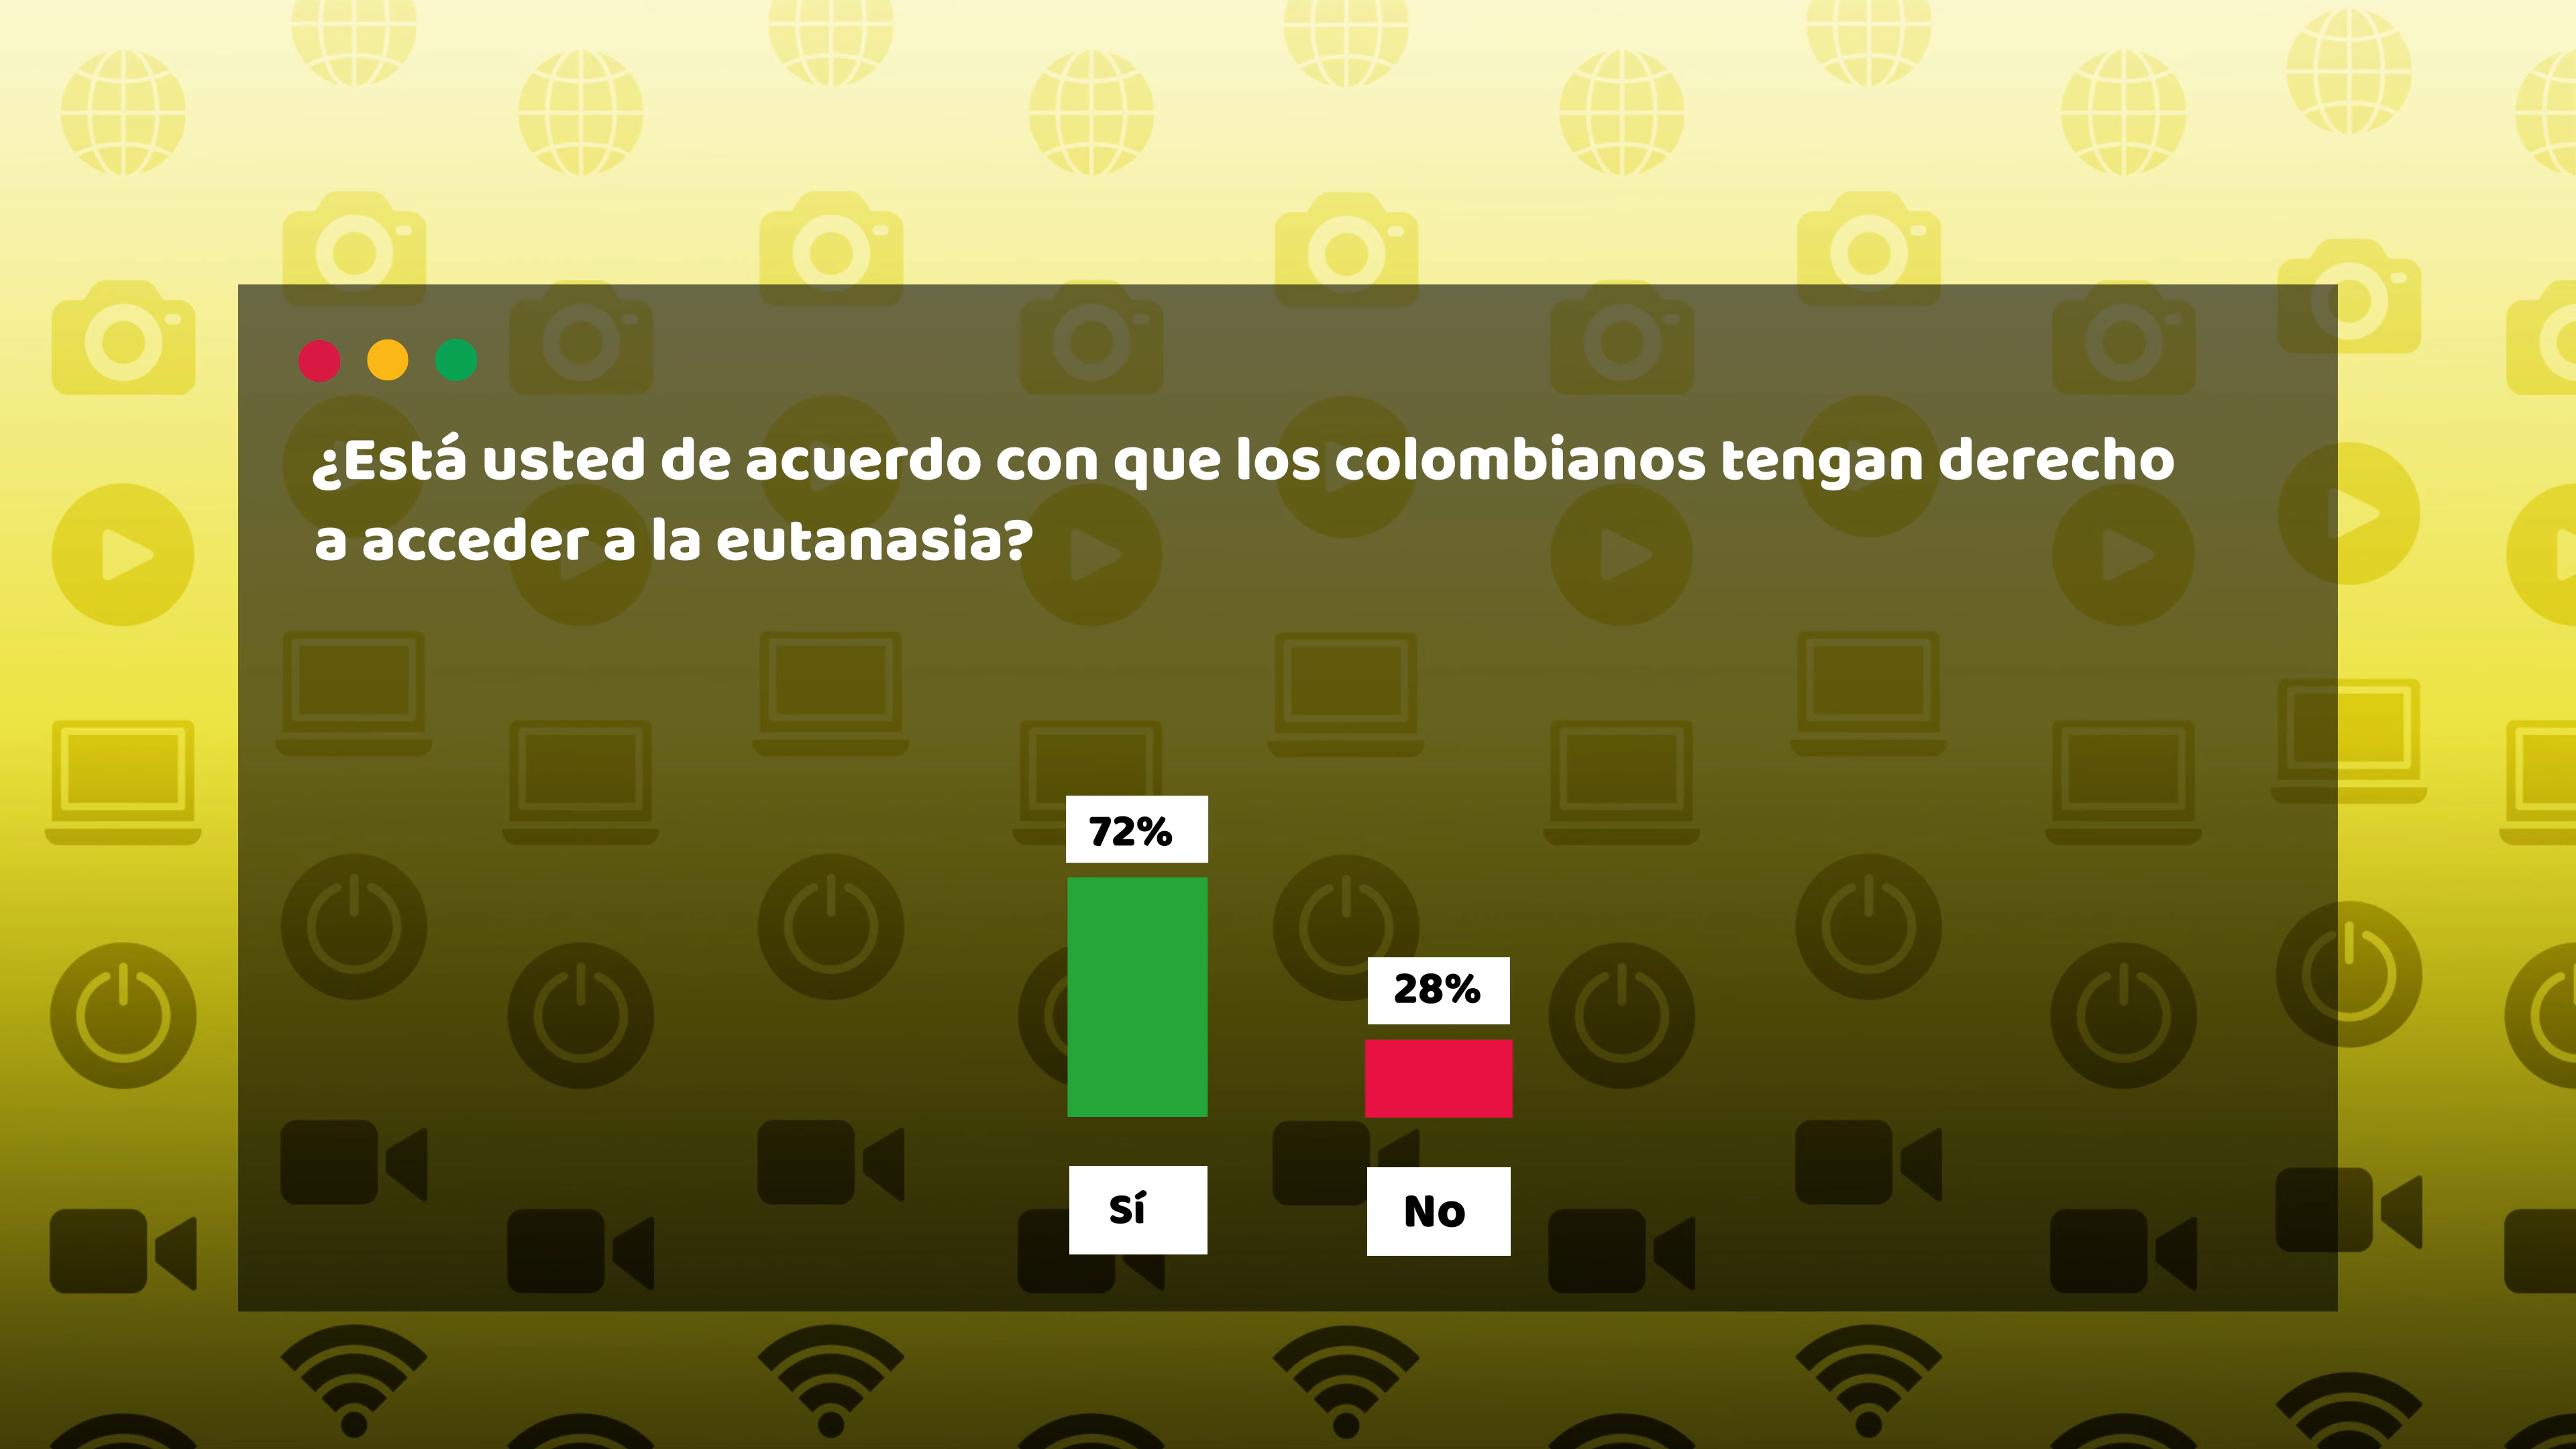 ¿Está usted de acuerdo con que los colombianos tengan derecho
a acceder a la eutanasia?
72%
28%
Sí
No